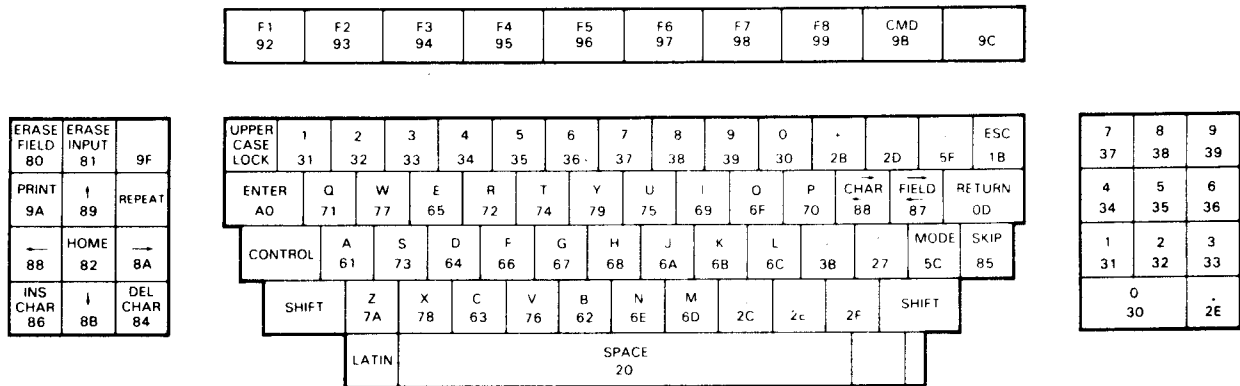 F1 F2 F3 F4 F5 F6 F7 F8 CMD
92 93 94 95 96 97 98 99 9B 9C
ERASE ERASE
FIELD INPUT
80 81 9F
PRINT ↑ REPEAT
9A 89
← HOME →
88 82 8A
INS ↓ DEL
CHAR CHAR
86 8B 84
UPPER 1 2 3 4 5 6 7 8 9 0 + ESC
CASE
LOCK 31 32 33 34 35 36 37 38 39 30 2B 2D 5F 1B
ENTER Q W E R T Y U I O P CHAR FIELD RETURN
A0 71 77 65 72 74 79 75 69 6F 70 88 87 0D
CONTROL A S D F G H J K L MODE SKIP
61 73 64 66 67 68 6A 6B 6C 3B 27 5C 85
SHIFT Z X C V B N M SHIFT
7A 78 63 76 62 6E 6D 2C 2E 2F
LATIN SPACE
20
7 8 9
37 38 39
4 5 6
34 35 36
1 2 3
31 32 33
0 .
30 2E